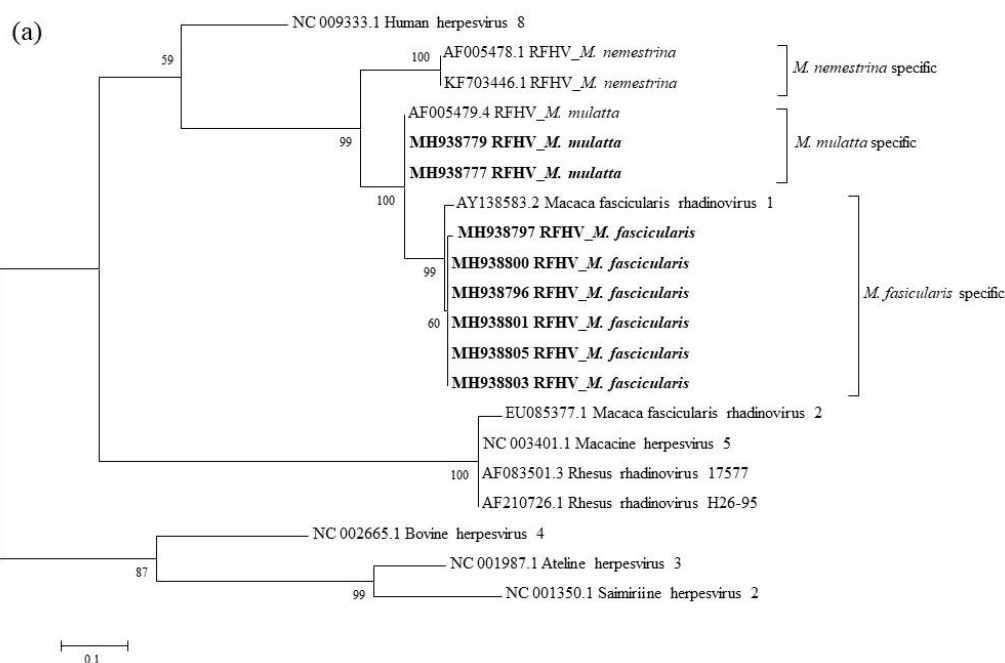 (a)
NC 009333.1 Human herpesvirus 8
59
AF005478.1 RFHV_M. nemestrina
100
KF703446.1 RFHV_M. nemestrina
M. nemestrina specific
AF005479.4 RFHV_M. mulatta
99
MH938779 RFHV_M. mulatta
M. mulatta specific
MH938777 RFHV_M. mulatta
100
AY138583.2 Macaca fascicularis rhadinovirus 1
MH938797 RFHV_M. fascicularis
MH938800 RFHV_M. fascicularis
99
MH938796 RFHV_M. fascicularis
M. fasicularis specific
MH938801 RFHV_M. fascicularis
60
MH938805 RFHV_M. fascicularis
MH938803 RFHV_M. fascicularis
EU085377.1 Macaca fascicularis rhadinovirus 2
NC 003401.1 Macacine herpesvirus 5
100
AF083501.3 Rhesus rhadinovirus 17577
AF210726.1 Rhesus rhadinovirus H26-95
NC 002665.1 Bovine herpesvirus 4
87
NC 001987.1 Ateline herpesvirus 3
99
NC 001350.1 Saimiriine herpesvirus 2
0.1